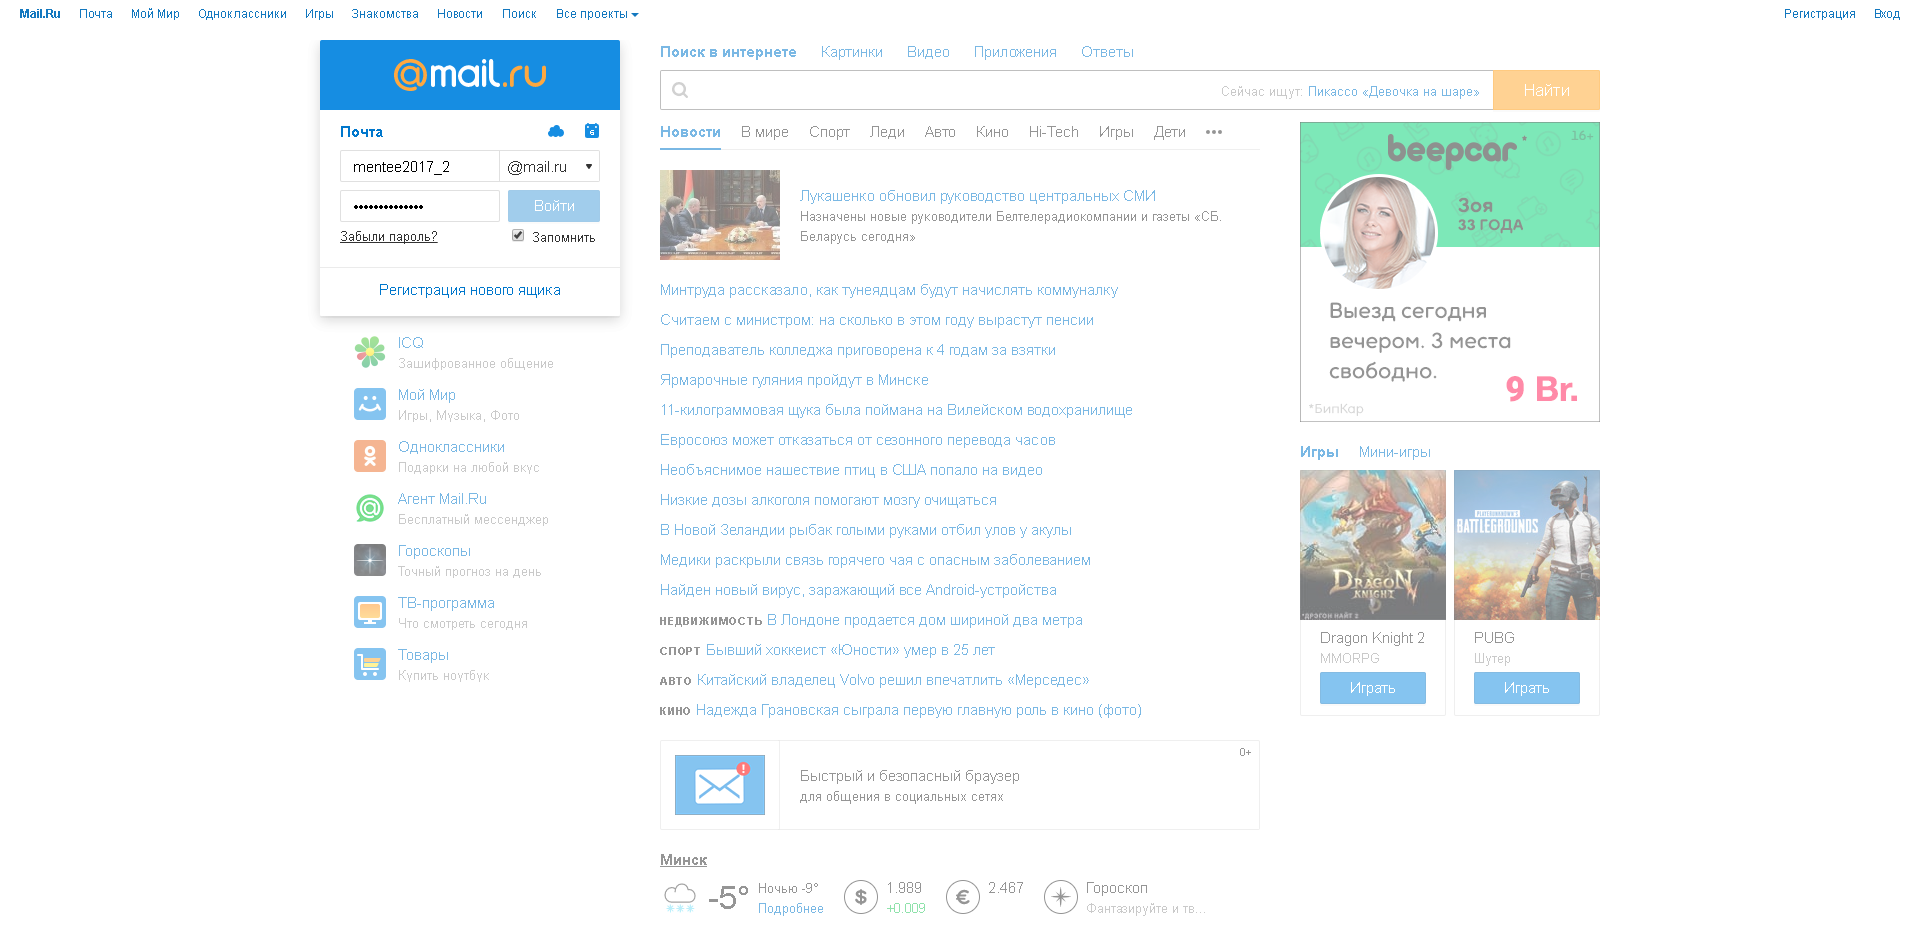 Mail.Ru Почта Мой Мир Одноклассники Игры Знакомства Новости Поиск Все проекты Регистрация Вход
@mail.ru
Почта
6
mentee2017_2 @mail.ru
Войти
Забыли пароль? Запомнить
Регистрация нового ящика
ICQ
Зашифрованное общение
Мой Мир
Игры, Музыка, Фото
Одноклассники
Подарки на любой вкус
Агент Mail.Ru
Бесплатный мессенджер
Гороскопы
Точный прогноз на день
ТВ-программа
Что смотреть сегодня
Товары
Купить ноутбук
Поиск в интернете Картинки Видео Приложения Ответы
Сейчас ищут: Пикассо «Девочка на шаре» Найти
Новости В мире Спорт Леди Авто Кино Hi-Tech Игры Дети •••
Лукашенко обновил руководство центральных СМИ
Назначены новые руководители Белтелерадиокомпании и газеты «СБ.
Беларусь сегодня»
Минтруда рассказало, как тунеядцам будут начислять коммуналку
Считаем с министром: на сколько в этом году вырастут пенсии
Преподаватель колледжа приговорена к 4 годам за взятки
Ярмарочные гуляния пройдут в Минске
11-килограммовая щука была поймана на Вилейском водохранилище
Евросоюз может отказаться от сезонного перевода часов
Необъяснимое нашествие птиц в США попало на видео
Низкие дозы алкоголя помогают мозгу очищаться
В Новой Зеландии рыбак голыми руками отбил улов у акулы
Медики раскрыли связь горячего чая с опасным заболеванием
Найден новый вирус, заражающий все Android-устройства
НЕДВИЖИМОСТЬ В Лондоне продается дом шириной два метра
СПОРТ Бывший хоккеист «Юности» умер в 25 лет
АВТО Китайский владелец Volvo решил впечатлить «Мерседес»
КИНО Надежда Грановская сыграла первую главную роль в кино (фото)
0+
Быстрый и безопасный браузер
для общения в социальных сетях
Минск
-5° Ночью -9°
Подробнее
$ 1.989
+0.009
€ 2.467
Гороскоп
Фантазируйте и тв...
16+
beepcar*
Зоя
33 ГОДА
Выезд сегодня
вечером. 3 места
свободно.
9 Br.
*БипКар
Игры Мини-игры
DRAGON
KNIGHT
*ДРЭГОН НАЙТ 2
Dragon Knight 2
MMORPG
Играть
PLAYERUNKNOWN'S
BATTLEGROUNDS
PUBG
Шутер
Играть